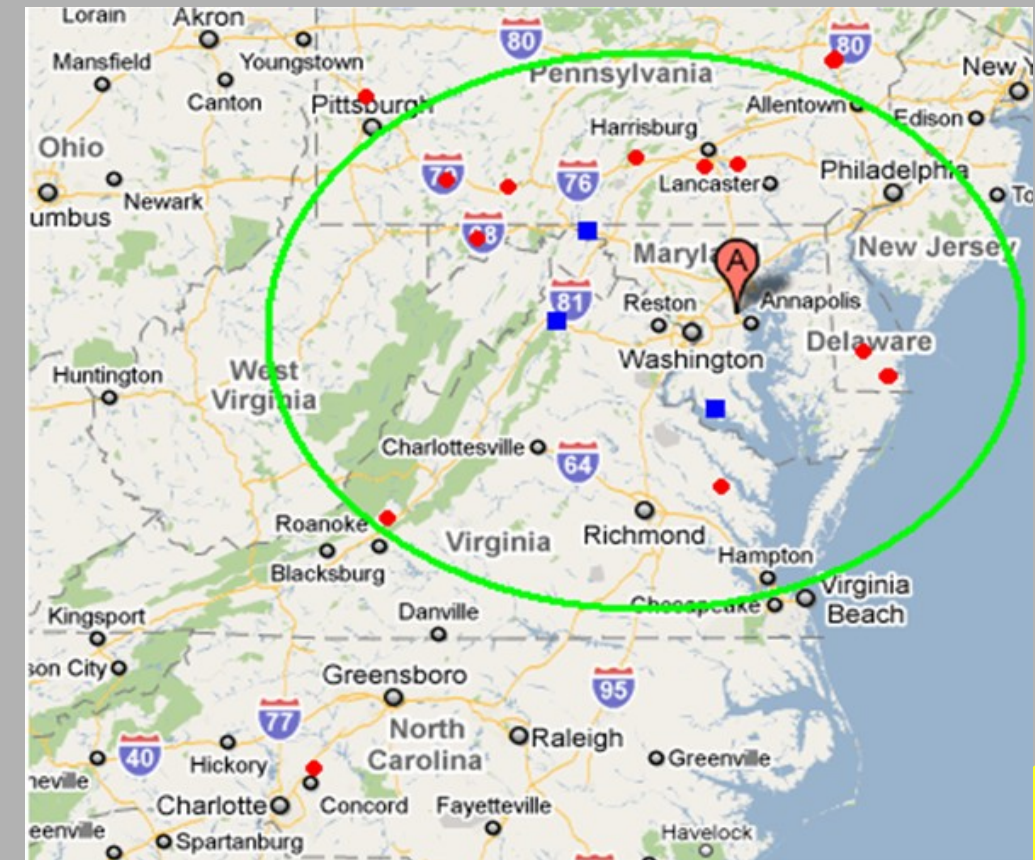 Lorain
Akron
80
80
Mansfield
Youngstown
Pennsylvania
New Y
Canton
Pittsburgh
Allentown
Edison
Harrisburg
Ohio
76
Philadelphia
Lancaster
Newark
umbus
To
Maryla
A
New Jersey
81
Reston
Annapolis
Washington
Delaware
Huntington
West
Virginia
Charlottesville
64
Roanoke
Virginia
Richmond
Blacksburg
Hampton
Virginia
Beach
Chesapeake
Kingsport
Danville
son City
Greensboro
95
77
North
Carolina
Raleigh
40
Hickory
Greenville
neville
Charlotte
Concord
Fayetteville
eenville
Spartanburg
Havelock